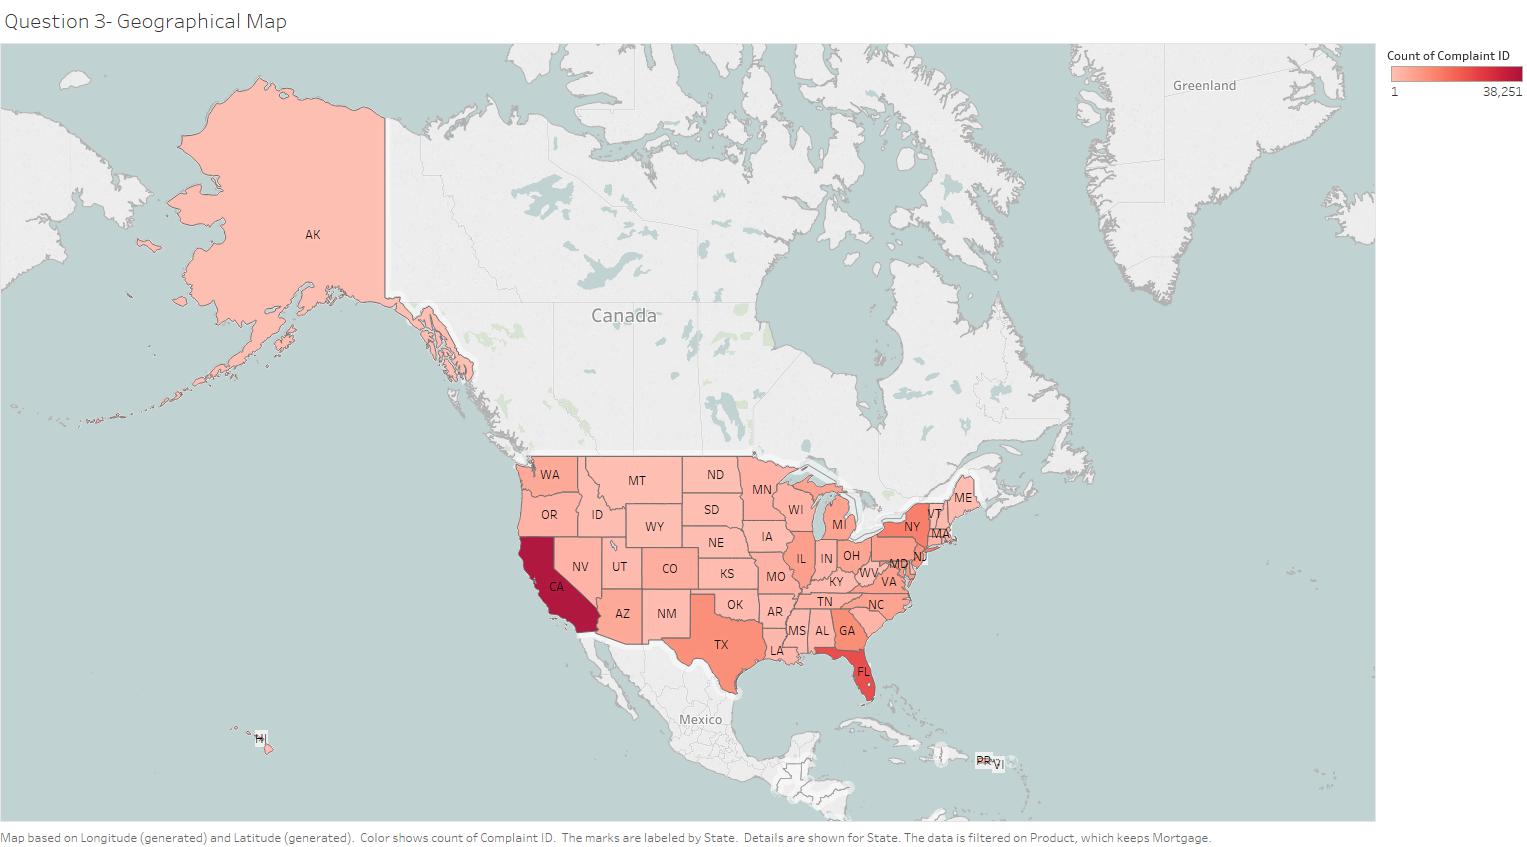 Question 3- Geographical Map
Count of Complaint ID
1 38,251
Greenland
AK
Canada
WA
MT
ND
MN
ME
OR
ID
SD
WI
VT
WY
MI
NY
MA
NE
IA
NV
UT
CO
IL
IN
OH
NJ
MD
CA
KS
MO
KY
WV
VA
AZ
NM
OK
AR
TN
NC
TX
MS
AL
GA
LA
FL
Mexico
HI
PR
VI
Map based on Longitude (generated) and Latitude (generated). Color shows count of Complaint ID. The marks are labeled by State. Details are shown for State. The data is filtered on Product, which keeps Mortgage.